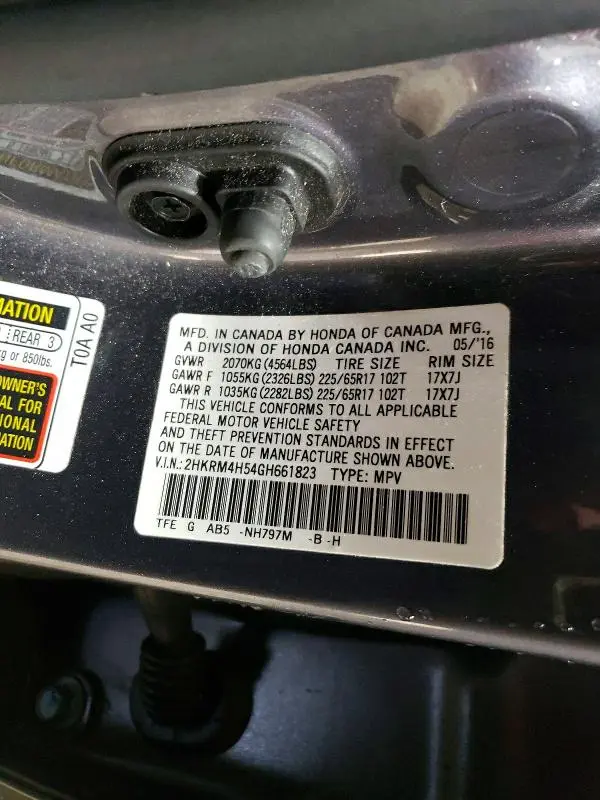 MATION
REAR 3
kg or 850lbs.
OWNER'S
AL FOR
IONAL
MATION
T0A A0
MFD. IN CANADA BY HONDA OF CANADA MFG.,
A DIVISION OF HONDA CANADA INC. 05/'16
GVWR 2070KG(4564LBS) TIRE SIZE RIM SIZE
GAWR F 1055KG(2326LBS) 225/65R17 102T 17X7J
GAWR R 1035KG(2282LBS) 225/65R17 102T 17X7J
THIS VEHICLE CONFORMS TO ALL APPLICABLE
FEDERAL MOTOR VEHICLE SAFETY
AND THEFT PREVENTION STANDARDS IN EFFECT
ON THE DATE OF MANUFACTURE SHOWN ABOVE.
V.I.N.: 2HKRM4H54GH661823 TYPE: MPV
TFE G AB5 -NH797M -B -H